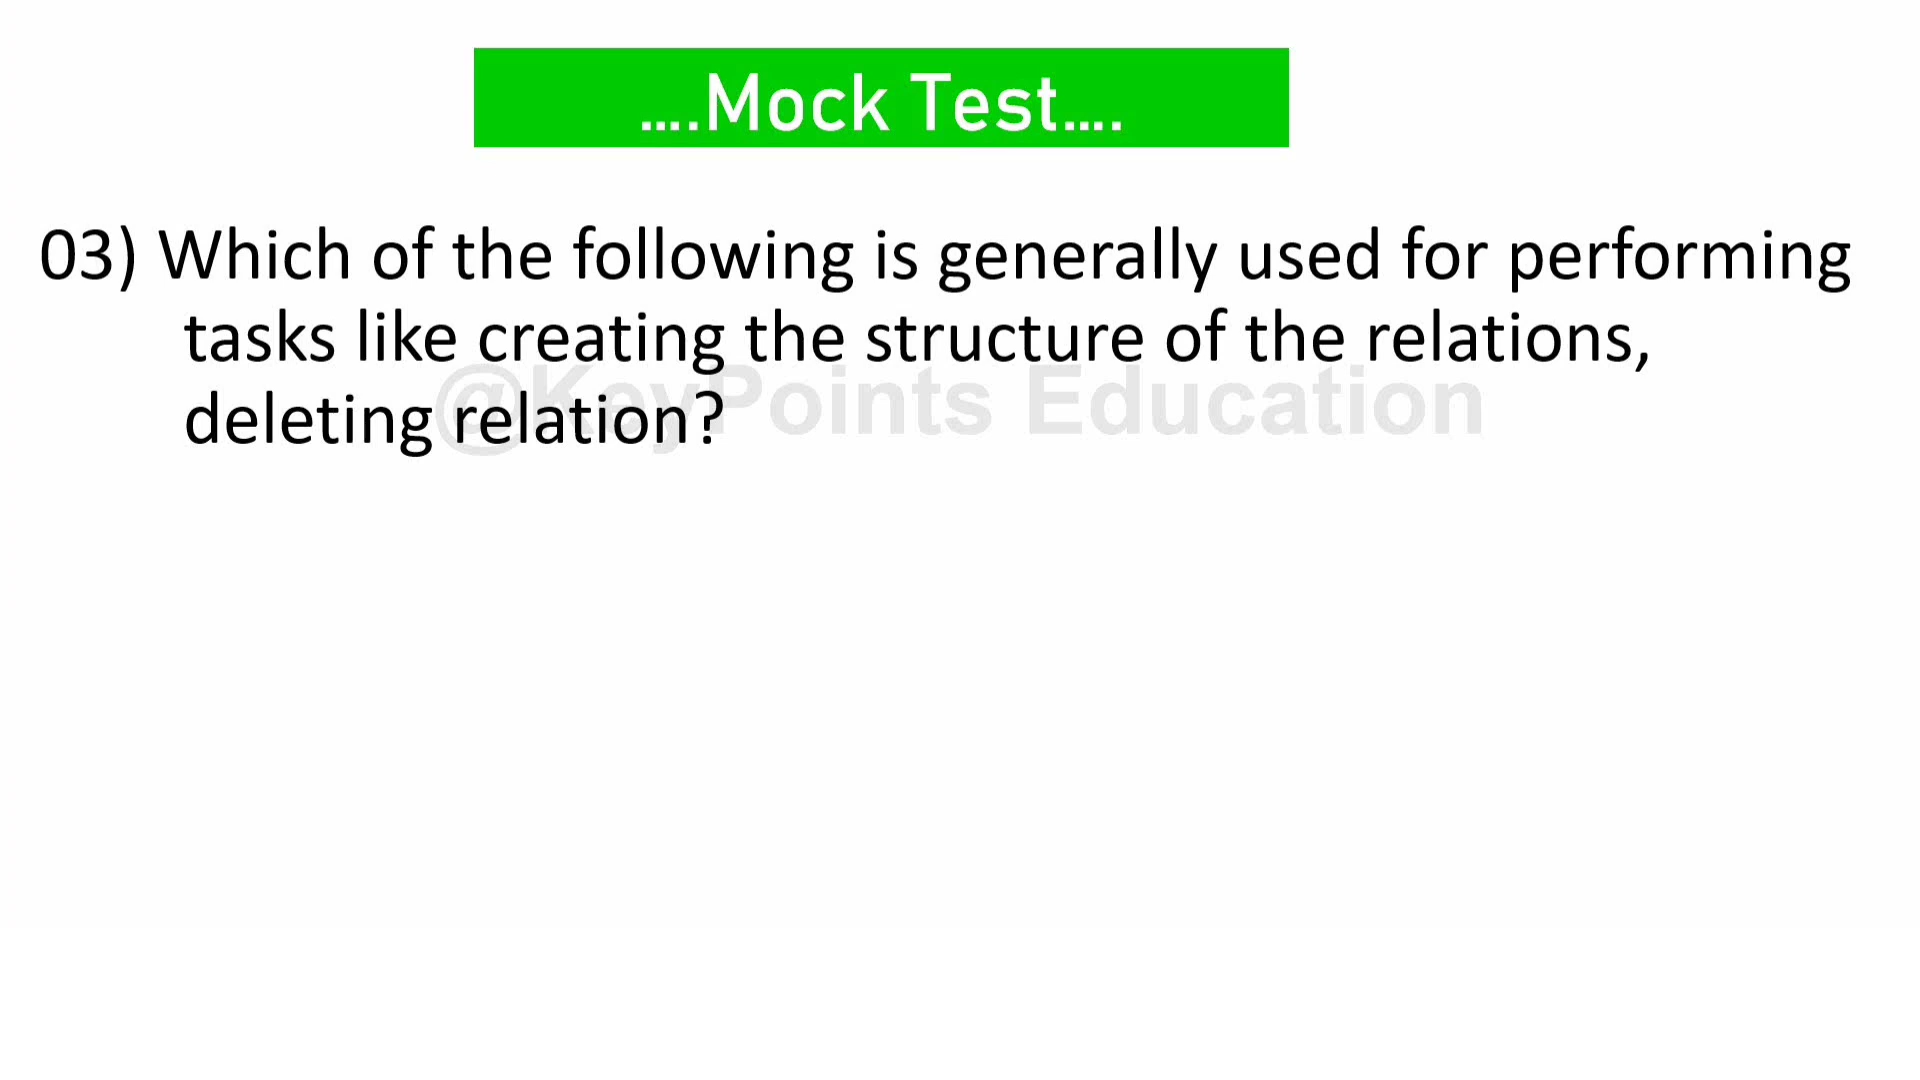 ....Mock Test....
03) Which of the following is generally used for performing
tasks like creating the structure of the relations,
deleting relation?
@KeyPoints Education